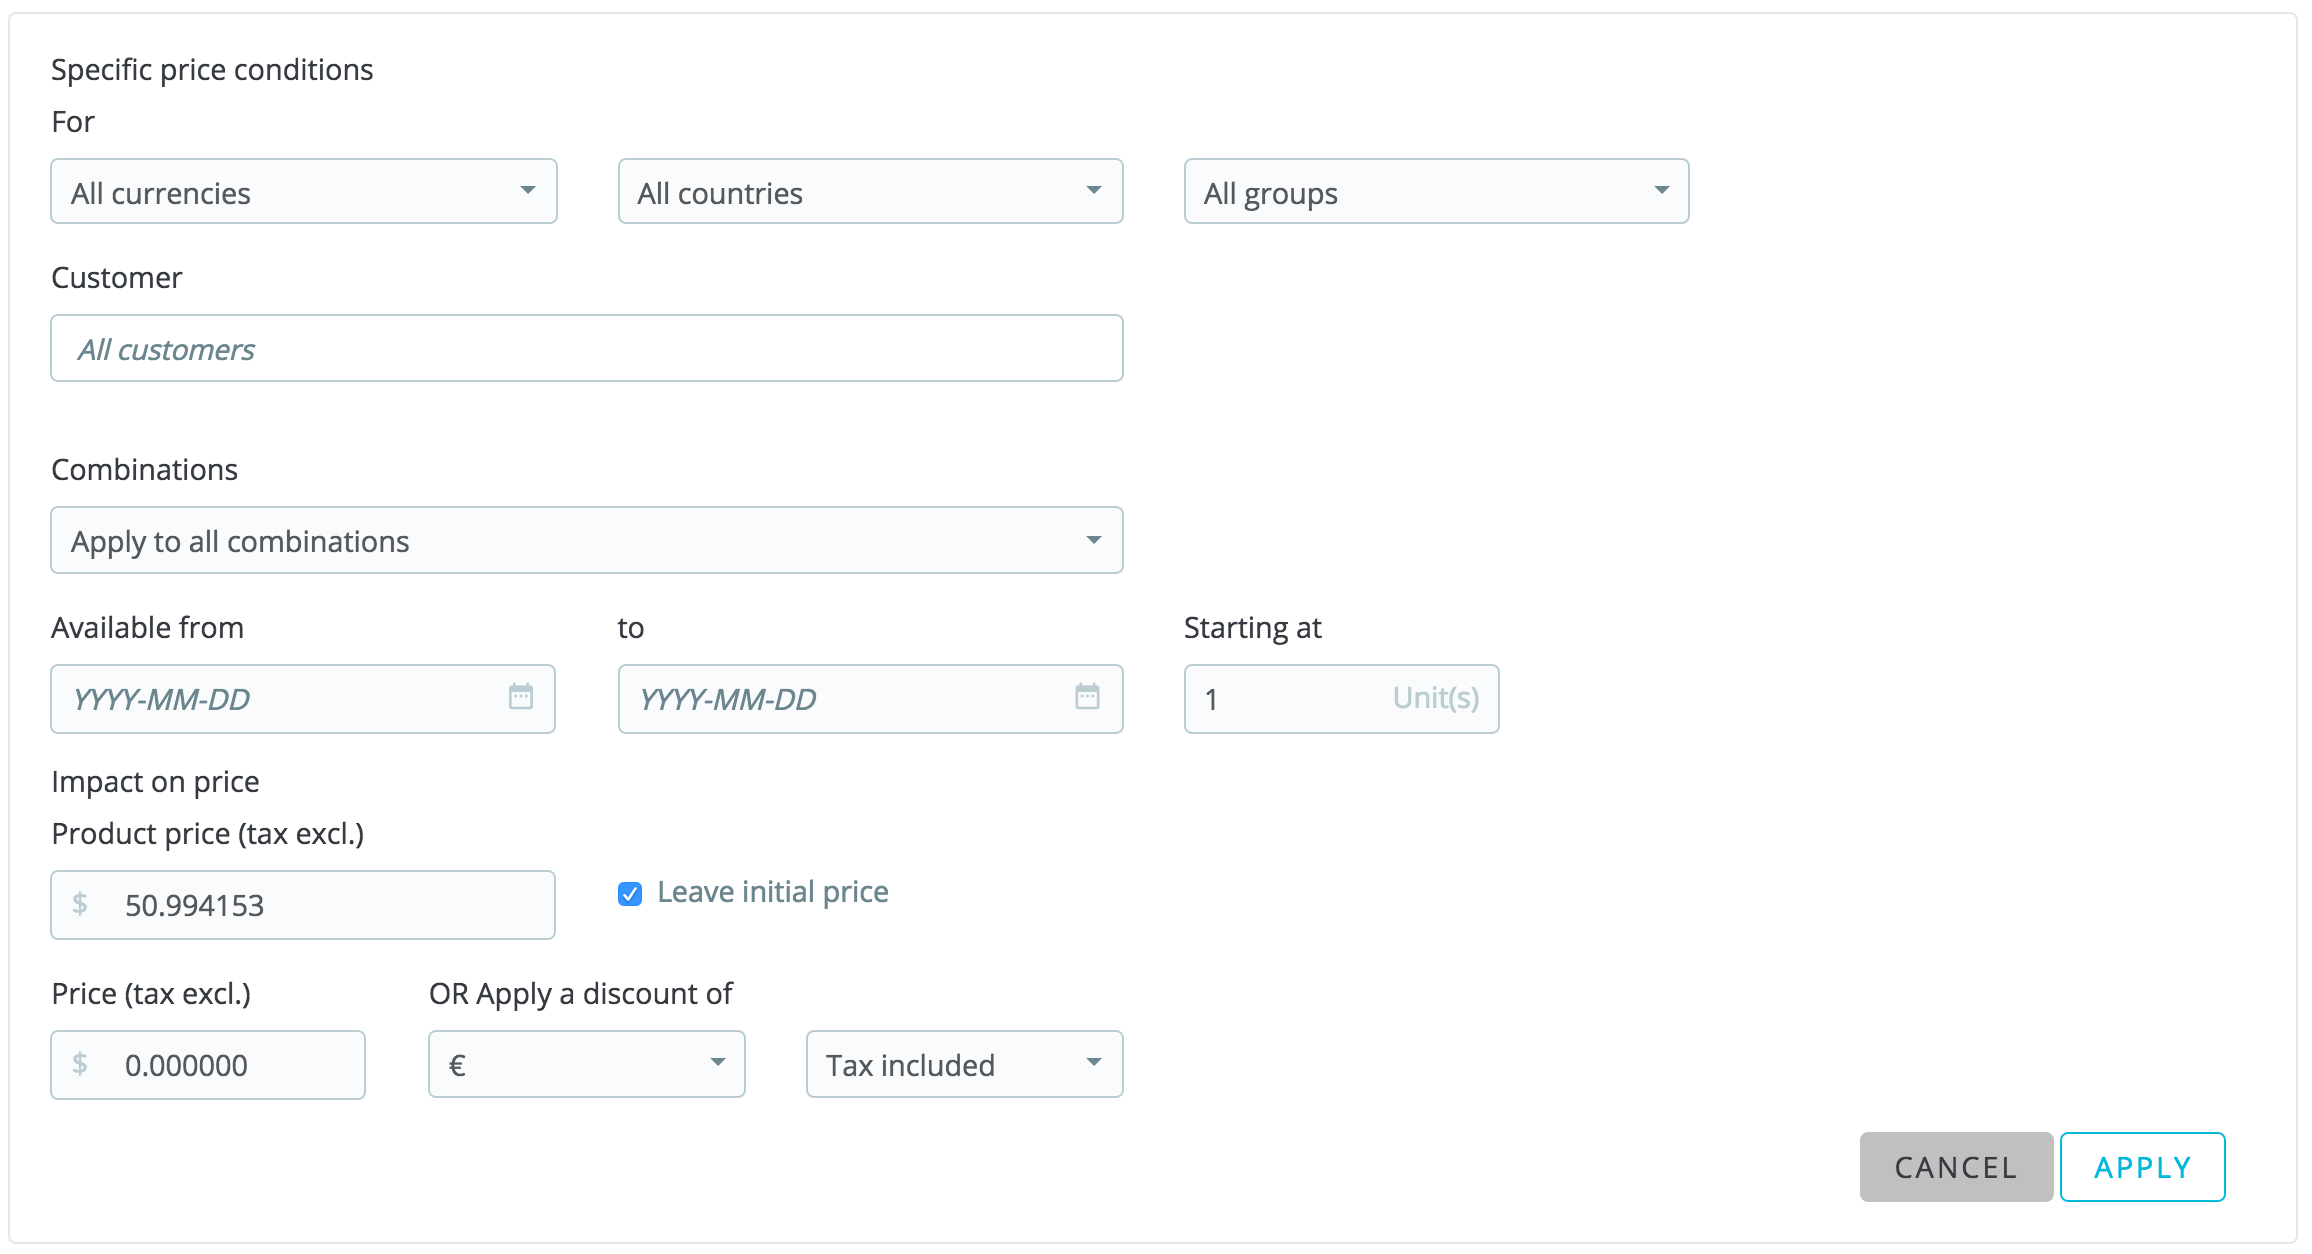 Specific price conditions
For
All currencies All countries All groups
Customer
All customers
Combinations
Apply to all combinations
Available from to Starting at
YYYY-MM-DD YYYY-MM-DD 1 Unit(s)
Impact on price
Product price (tax excl.)
$ 50.994153 Leave initial price
Price (tax excl.) OR Apply a discount of
$ 0.000000 € Tax included
CANCEL APPLY